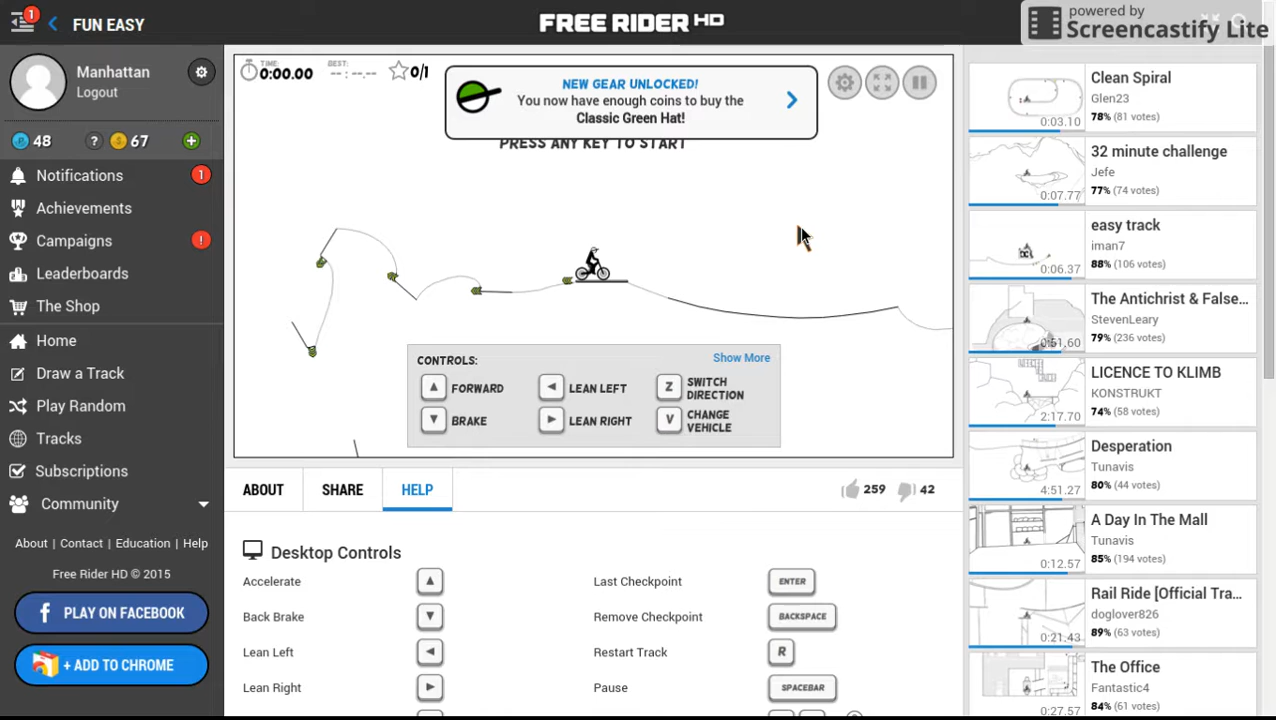 1
FUN EASY
FREE RIDER HD
powered by
Screencastify Lite
Manhattan
Logout
48 ? 67
Notifications 1
Achievements
Campaigns !
Leaderboards
The Shop
Home
Draw a Track
Play Random
Tracks
Subscriptions
Community
About | Contact | Education | Help
Free Rider HD © 2015
f PLAY ON FACEBOOK
+ ADD TO CHROME
TIME:
0:00.00
BEST:
-- : --.--
0/1
NEW GEAR UNLOCKED!
You now have enough coins to buy the
Classic Green Hat!
PRESS ANY KEY TO START
CONTROLS:
Show More
FORWARD
LEAN LEFT
Z SWITCH
DIRECTION
BRAKE
LEAN RIGHT
V CHANGE
VEHICLE
ABOUT SHARE HELP
259 42
Desktop Controls
Accelerate
Last Checkpoint ENTER
Back Brake
Remove Checkpoint BACKSPACE
Lean Left
Restart Track R
Lean Right
Pause SPACEBAR
Clean Spiral
Glen23
0:03.10
78% (81 votes)
32 minute challenge
Jefe
0:07.77
77% (74 votes)
easy track
iman7
0:06.37
88% (106 votes)
The Antichrist & False...
StevenLeary
0:51.60
79% (236 votes)
LICENCE TO KLIMB
KONSTRUKT
2:17.70
74% (58 votes)
Desperation
Tunavis
4:51.27
80% (44 votes)
A Day In The Mall
Tunavis
0:12.57
85% (194 votes)
Rail Ride [Official Tra...
doglover826
0:21.43
89% (63 votes)
The Office
Fantastic4
0:27.57
84% (61 votes)